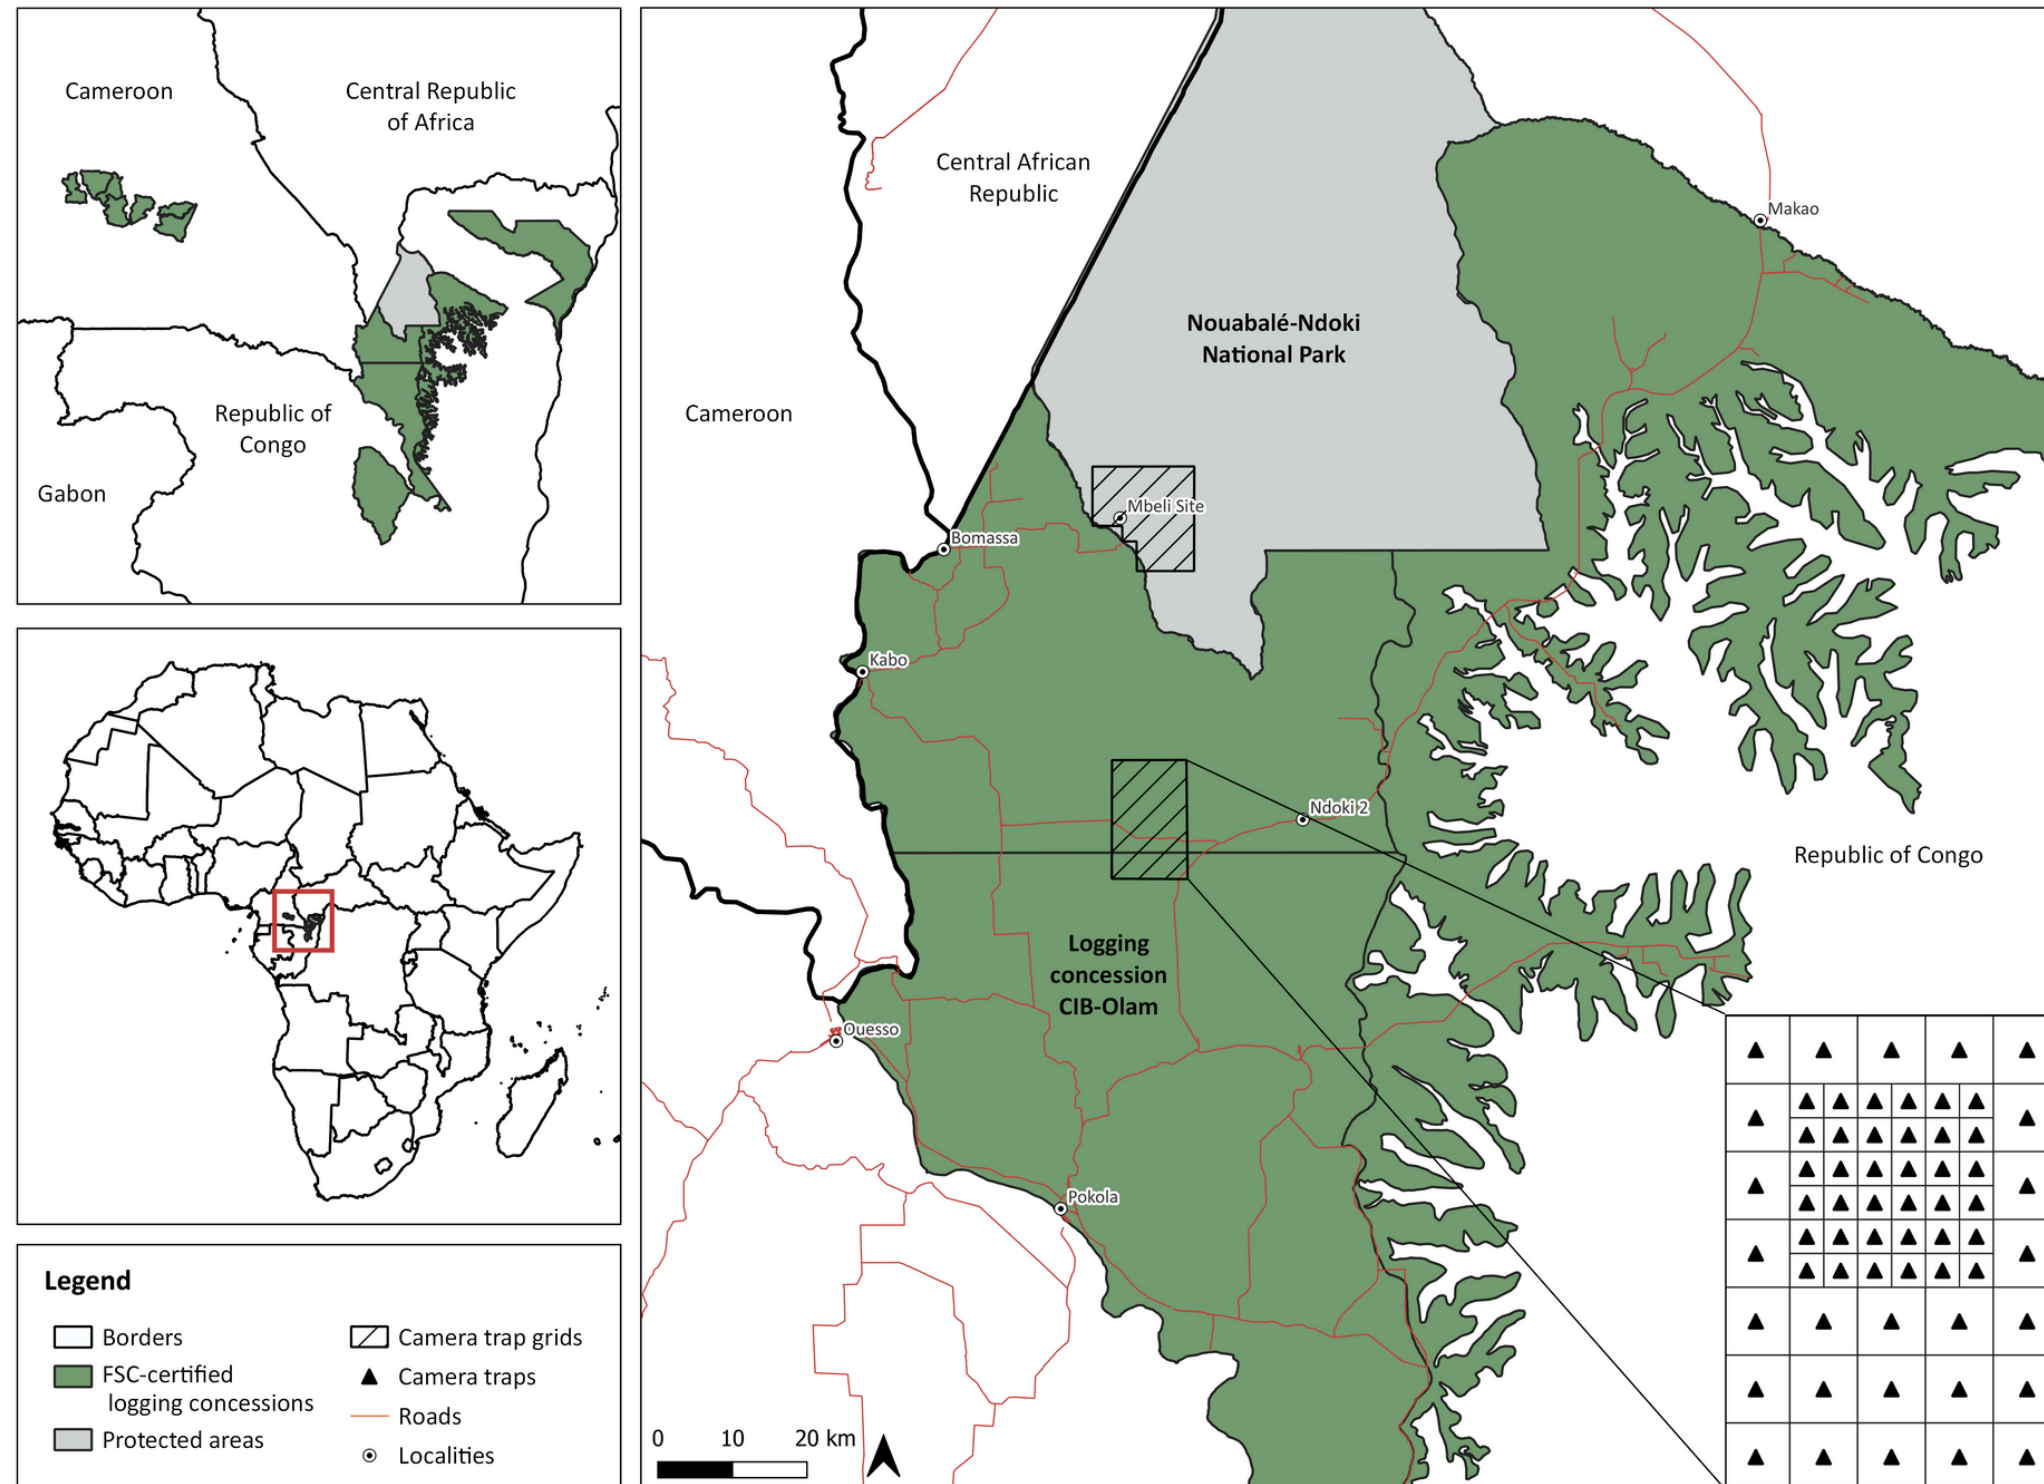 Cameroon
Central Republic
of Africa
Republic of
Congo
Gabon
Legend
Borders
FSC-certified
logging concessions
Protected areas
Camera trap grids
Camera traps
Roads
Localities
Central African
Republic
Makao
Nouabalé-Ndoki
National Park
Cameroon
Mbeli Site
Bomassa
Kabo
Ndoki 2
Republic of Congo
Logging
concession
CIB-Olam
Ouesso
Pokola
0 10 20 km